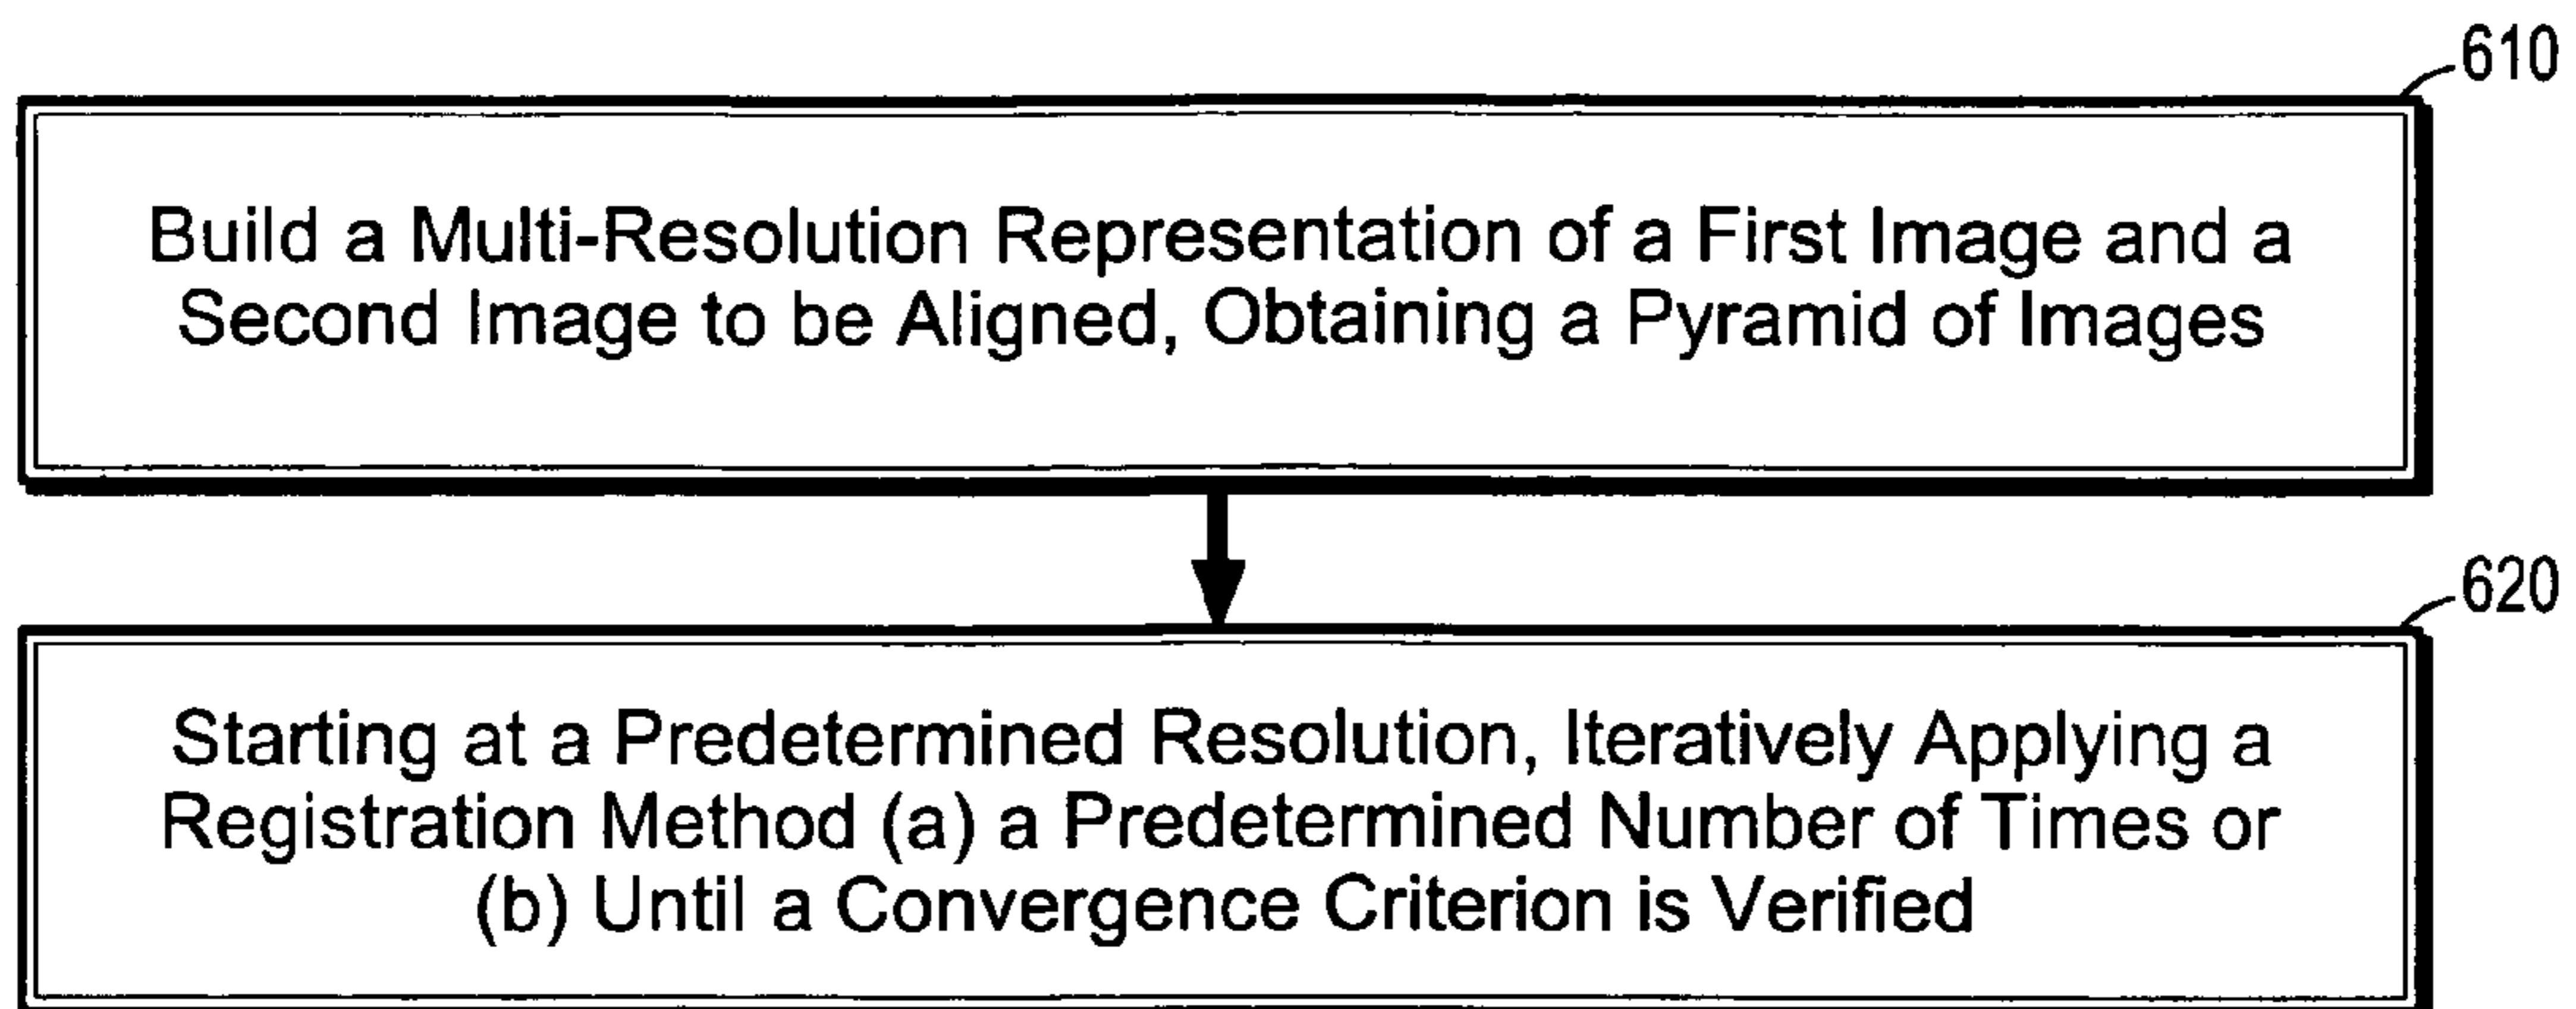 610
Build a Multi-Resolution Representation of a First Image and a
Second Image to be Aligned, Obtaining a Pyramid of Images
620
Starting at a Predetermined Resolution, Iteratively Applying a
Registration Method (a) a Predetermined Number of Times or
(b) Until a Convergence Criterion is Verified